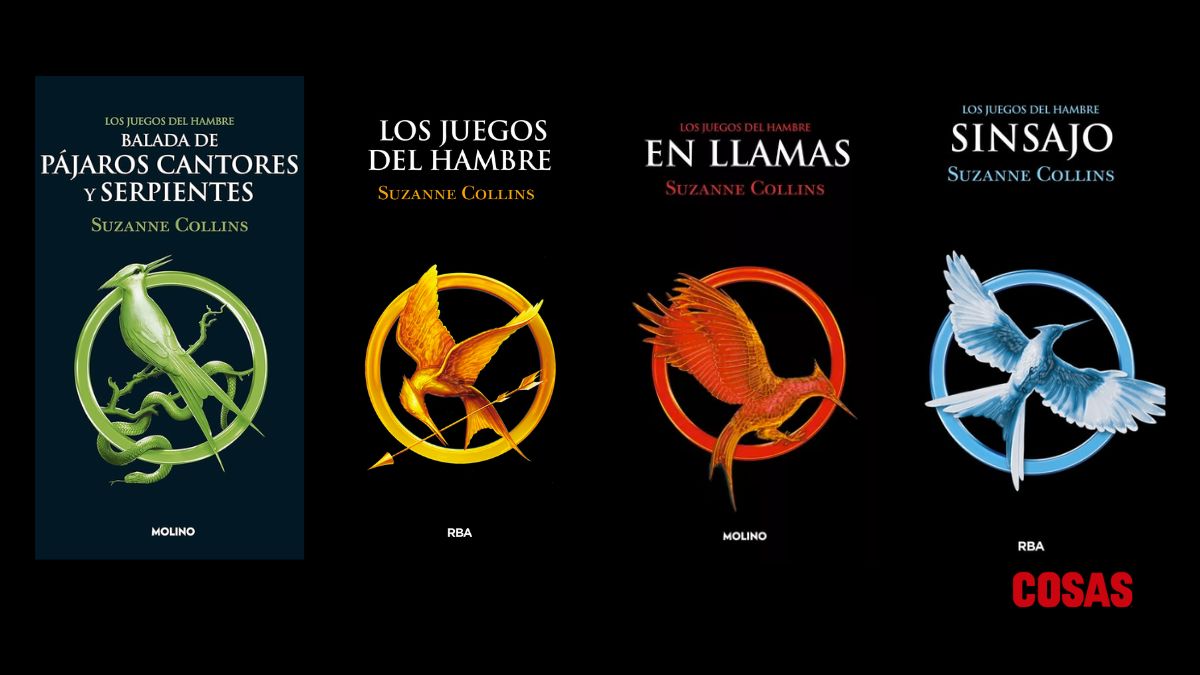 LOS JUEGOS DEL HAMBRE
BALADA DE
PÁJAROS CANTORES
Y SERPIENTES
SUZANNE COLLINS
MOLINO
LOS JUEGOS
DEL HAMBRE
SUZANNE COLLINS
RBA
LOS JUEGOS DEL HAMBRE
EN LLAMAS
SUZANNE COLLINS
MOLINO
LOS JUEGOS DEL HAMBRE
SINSAJO
SUZANNE COLLINS
RBA
COSAS